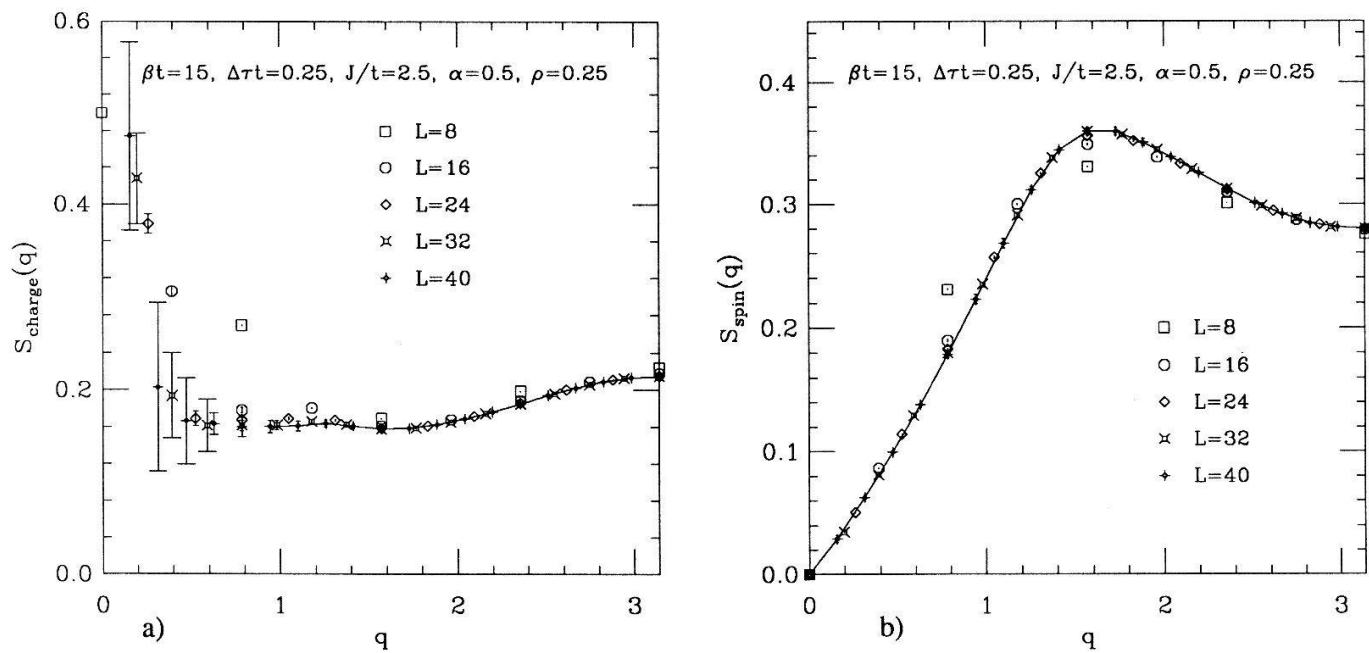 0.6
βt=15, Δτt=0.25, J/t=2.5, α=0.5, ρ=0.25
L=8
L=16
L=24
L=32
L=40
0.4
0.2
0.0
S_charge(q)
0 1 2 3
a) q
0.4
βt=15, Δτt=0.25, J/t=2.5, α=0.5, ρ=0.25
0.3
0.2
0.1
0.0
S_spin(q)
L=8
L=16
L=24
L=32
L=40
0 1 2 3
b) q